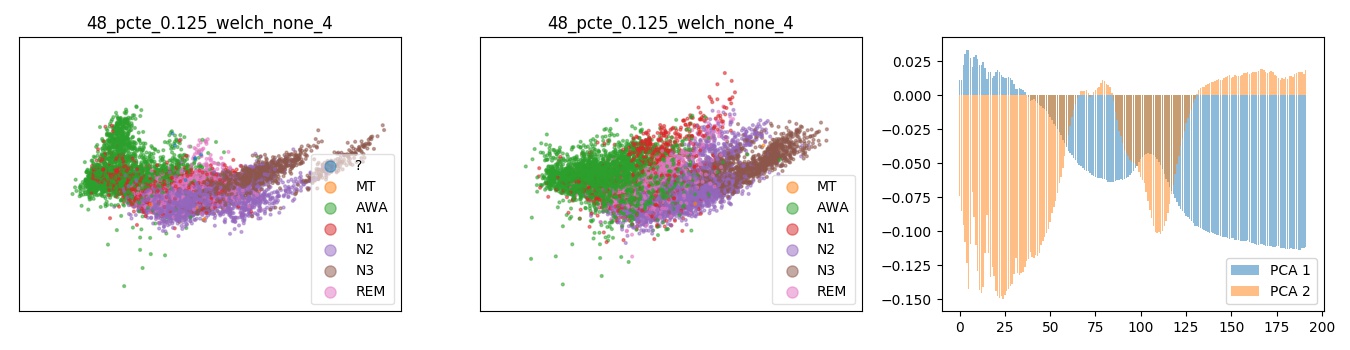 48_pcte_0.125_welch_none_4
?
MT
AWA
N1
N2
N3
REM
48_pcte_0.125_welch_none_4
MT
AWA
N1
N2
N3
REM
0.025
0.000
−0.025
−0.050
−0.075
−0.100
−0.125
−0.150
0 25 50 75 100 125 150 175 200
PCA 1
PCA 2